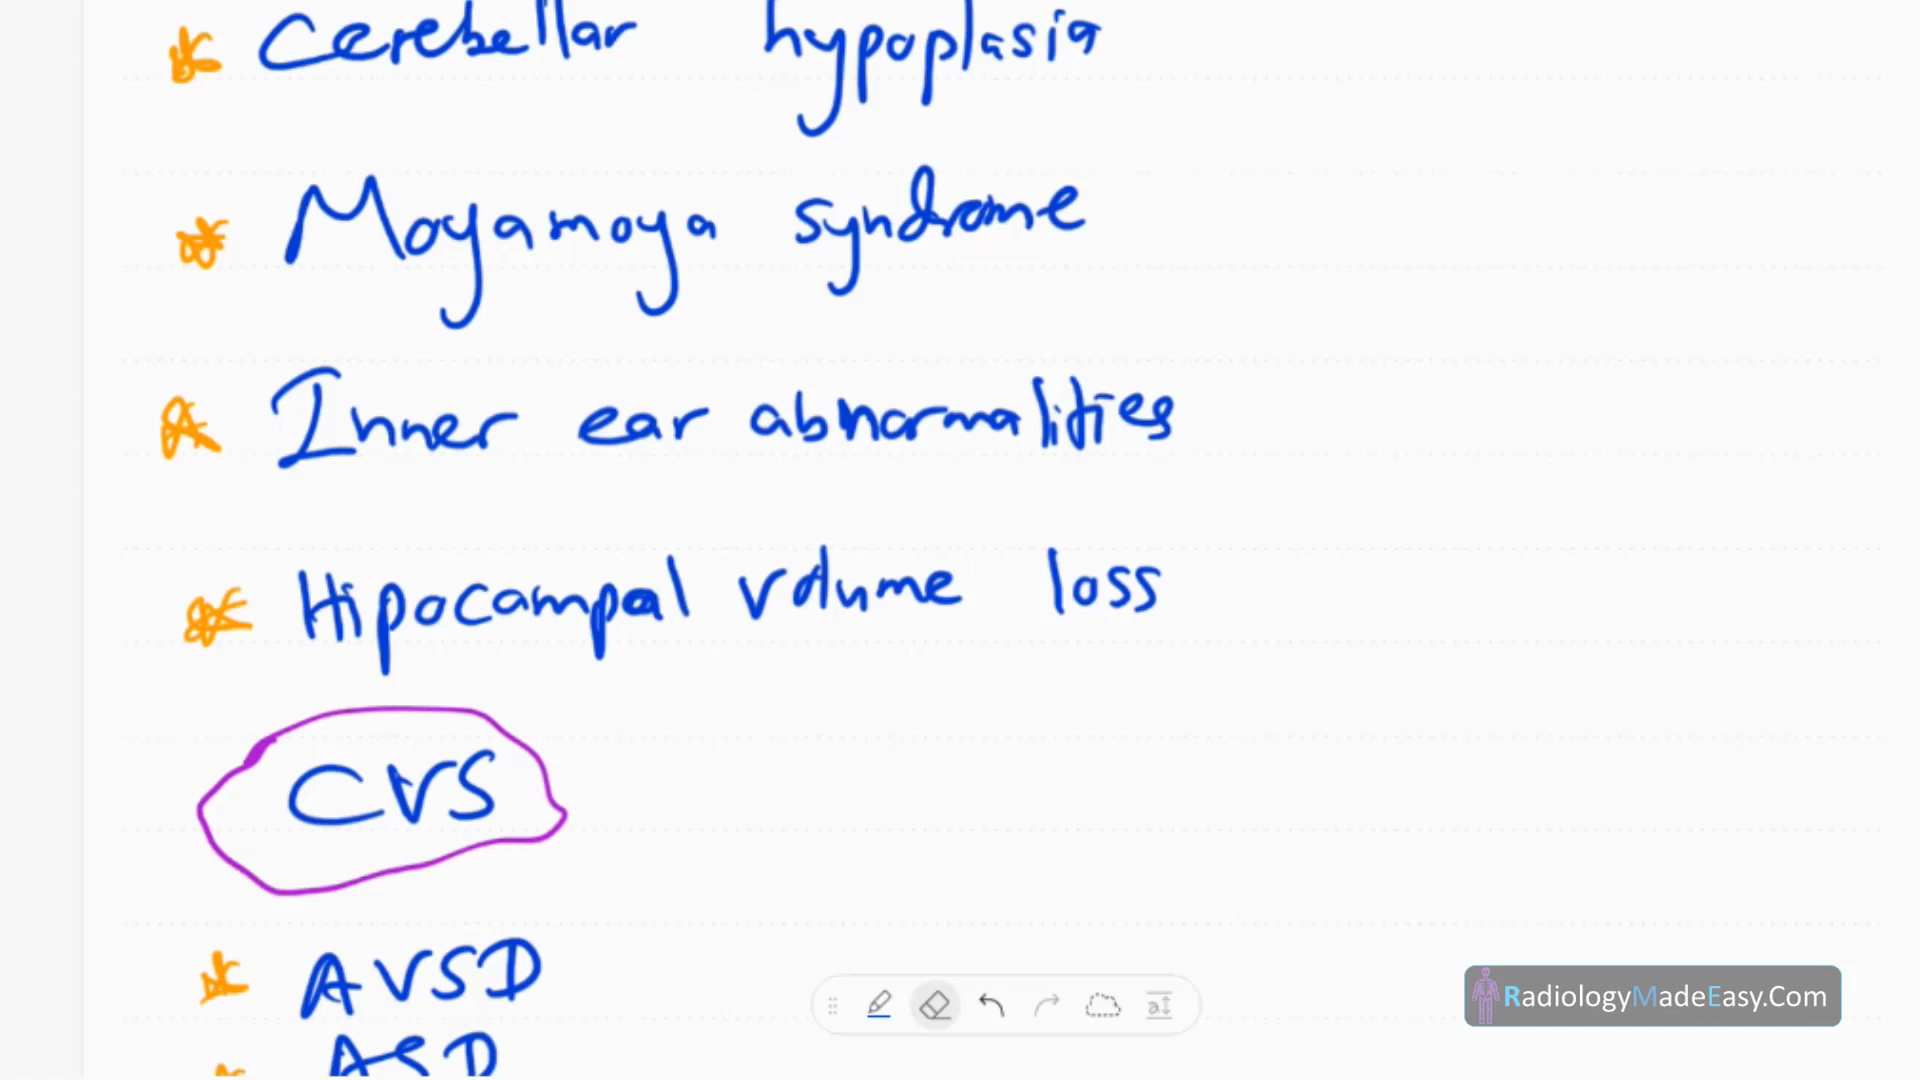 Cerebellar hypoplasia
Moyamoya syndrome
Inner ear abnormalities
Hipocampal volume loss
CVS
AVSD
ASD
RadiologyMadeEasy.Com